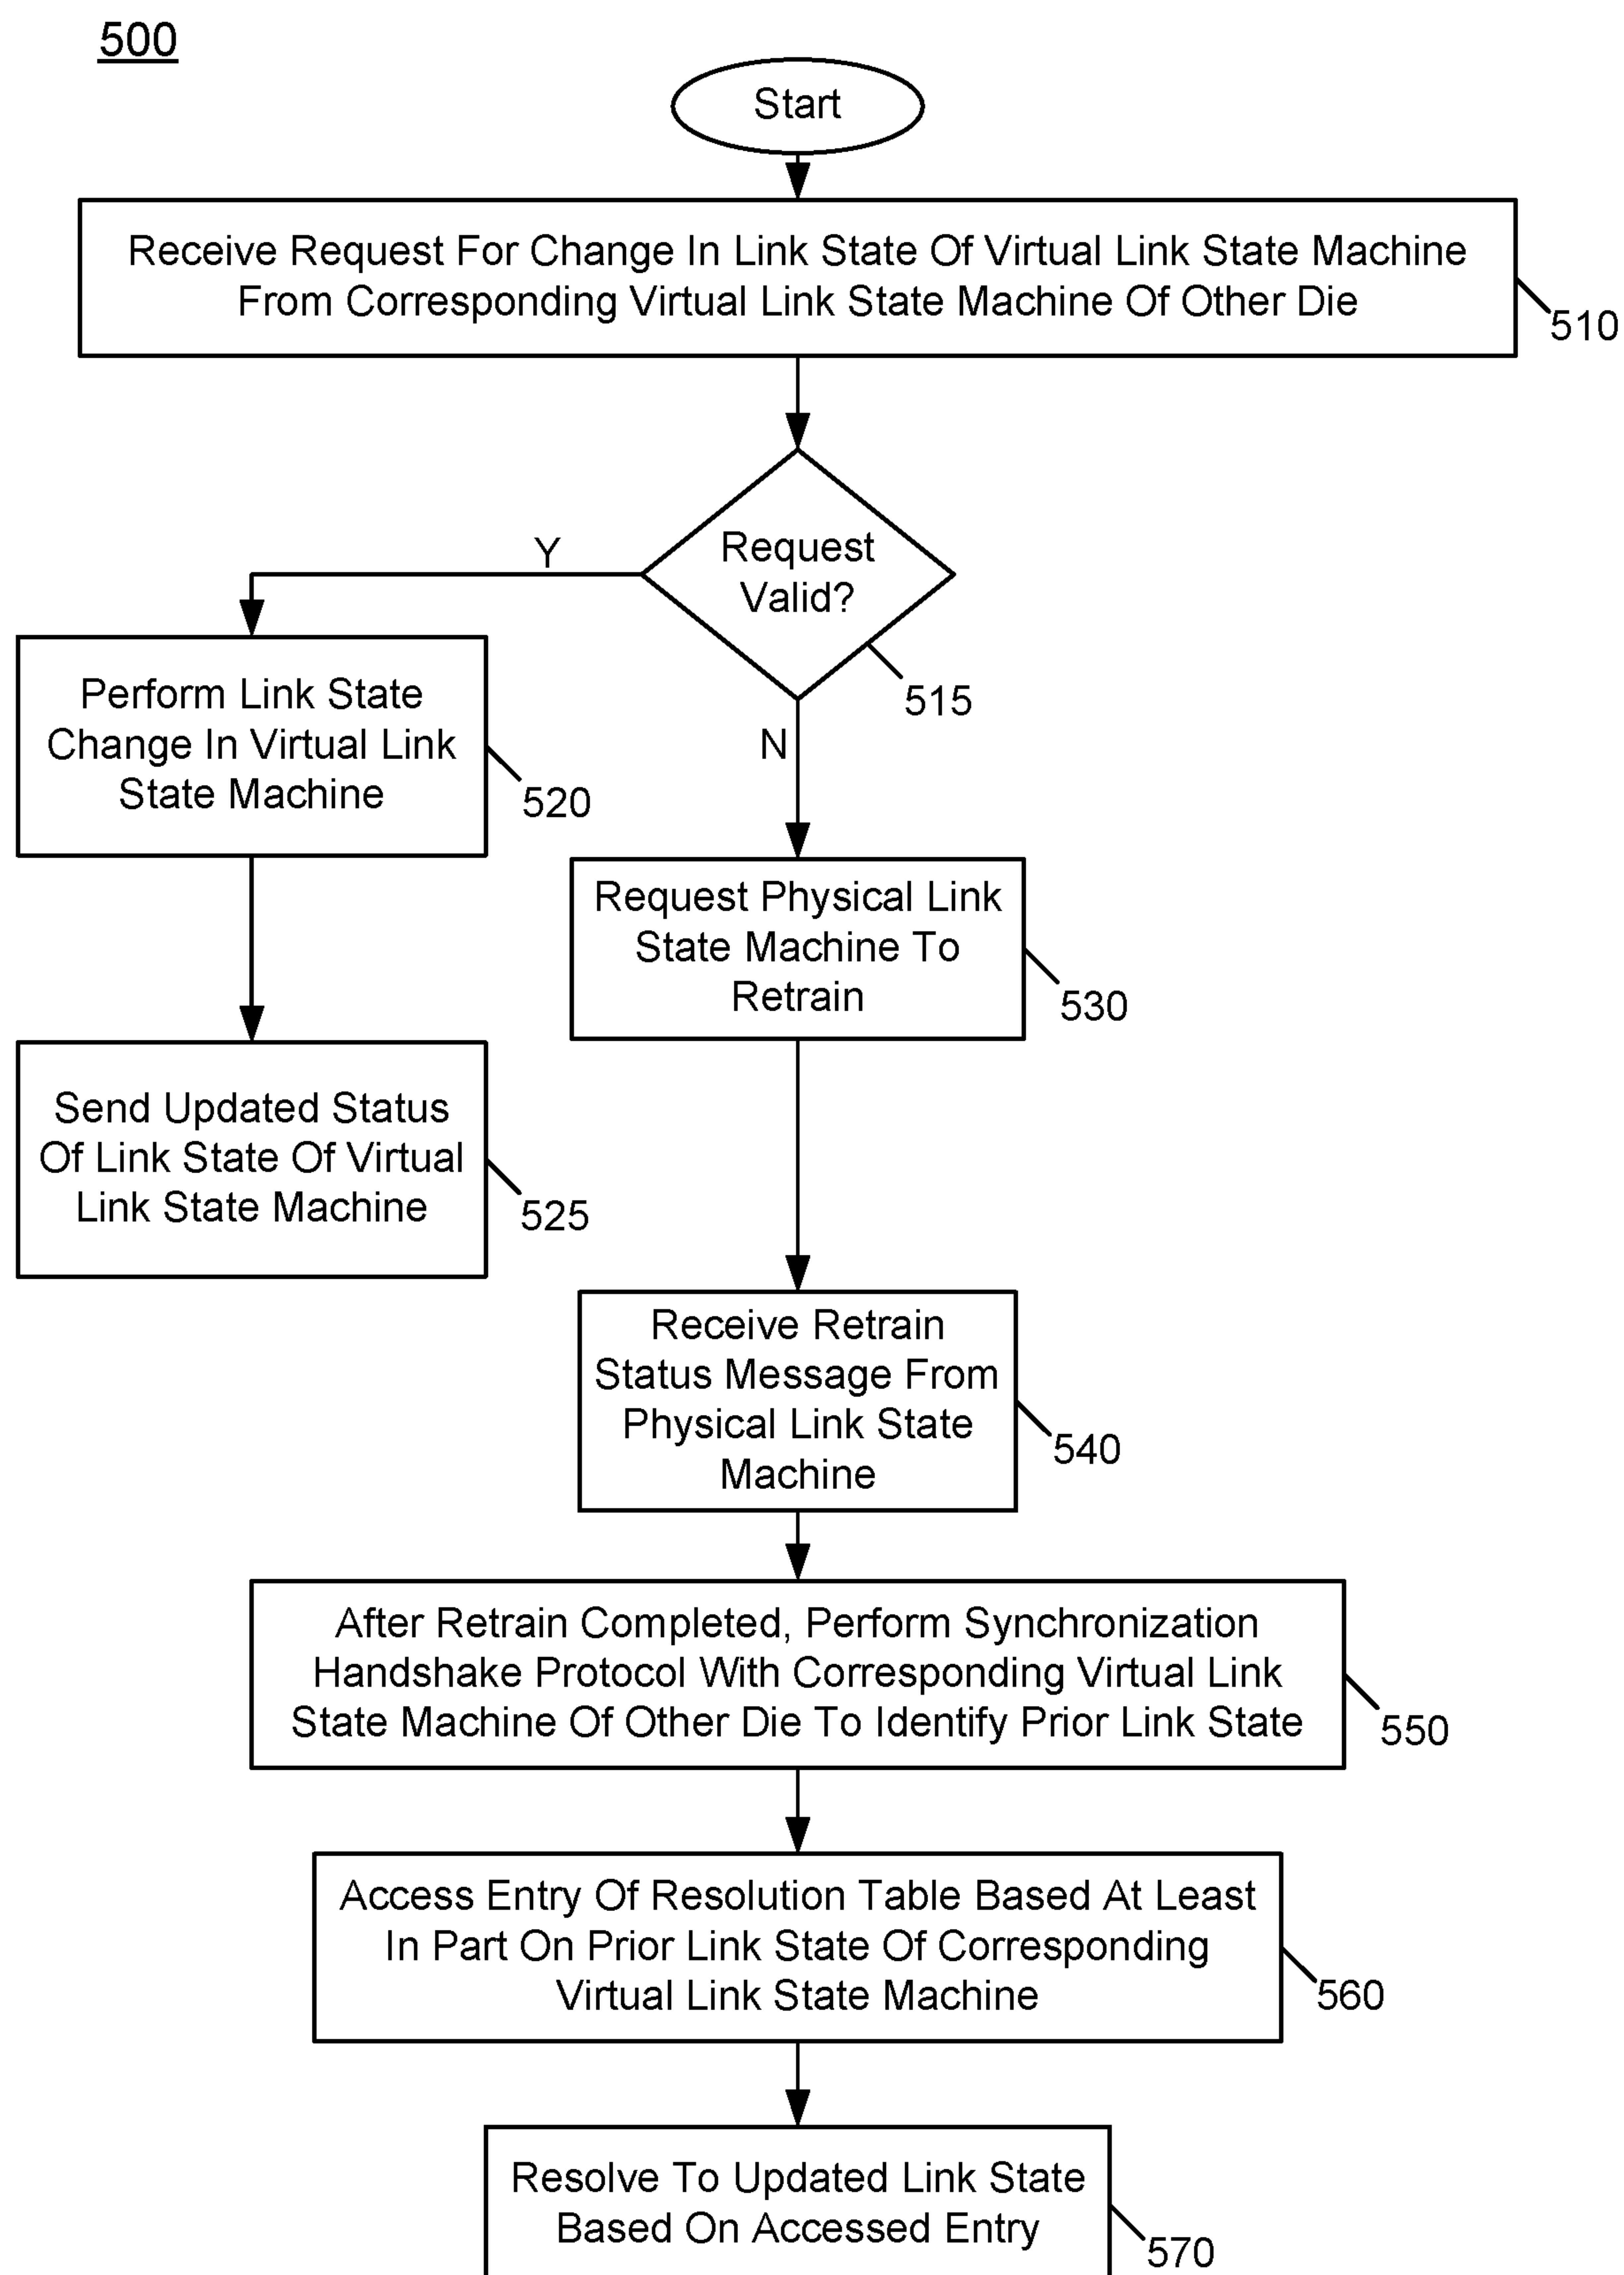 500
Start
Receive Request For Change In Link State Of Virtual Link State Machine
From Corresponding Virtual Link State Machine Of Other Die
510
Request
Valid?
515
Y
N
Perform Link State
Change In Virtual Link
State Machine
520
Send Updated Status
Of Link State Of Virtual
Link State Machine
525
Request Physical Link
State Machine To
Retrain
530
Receive Retrain
Status Message From
Physical Link State
Machine
540
After Retrain Completed, Perform Synchronization
Handshake Protocol With Corresponding Virtual Link
State Machine Of Other Die To Identify Prior Link State
550
Access Entry Of Resolution Table Based At Least
In Part On Prior Link State Of Corresponding
Virtual Link State Machine
560
Resolve To Updated Link State
Based On Accessed Entry
570